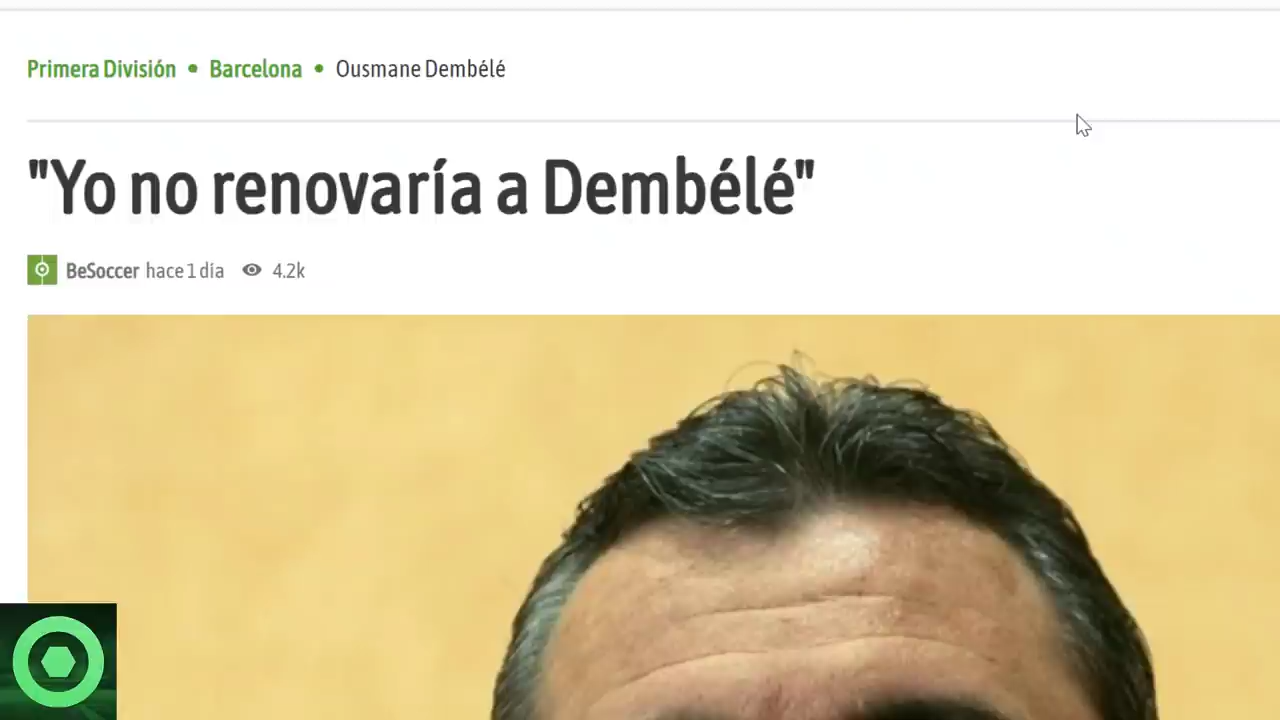 Primera División • Barcelona • Ousmane Dembélé
"Yo no renovaría a Dembélé"
BeSoccer hace 1 día 4.2k